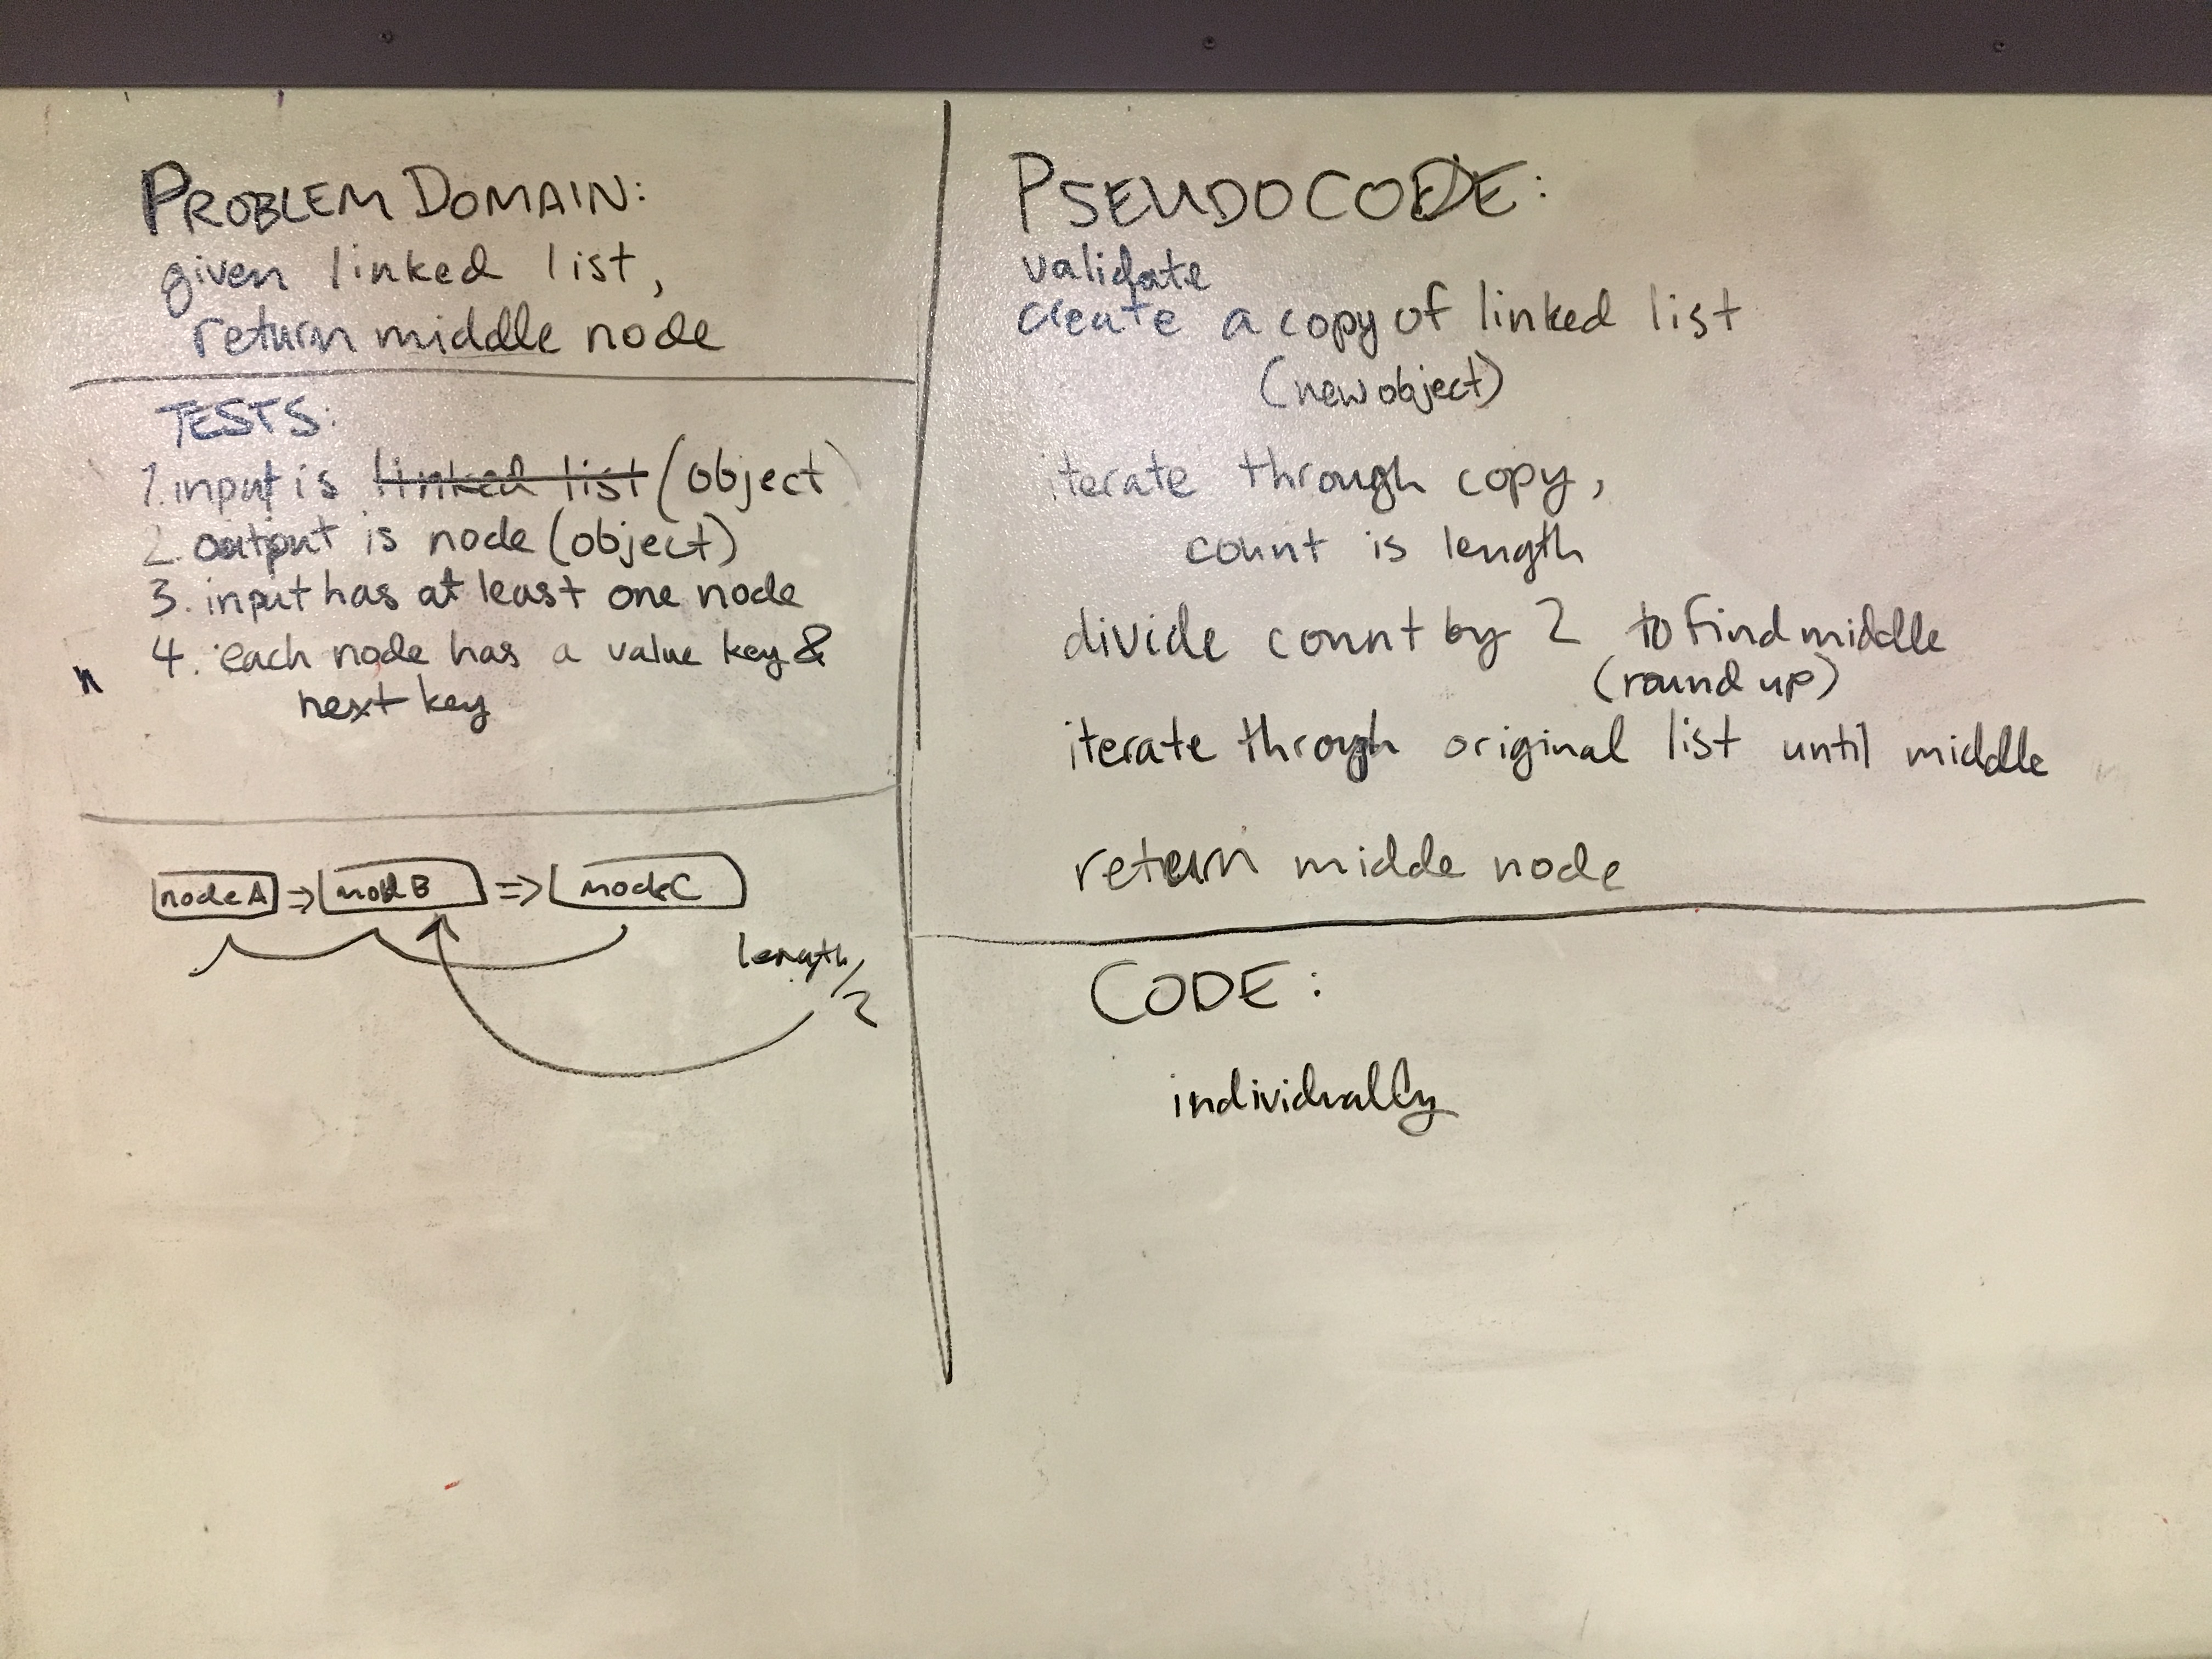 PROBLEM DOMAIN:
given linked list,
return middle node
TESTS:
1. input is linked list (object)
2. output is node (object)
3. input has at least one node
4. each node has a value key &
next key
n
node A => node B => node C
length/2
PSEUDOCODE:
validate
create a copy of linked list
(new object)
iterate through copy,
count is length
divide count by 2 to find middle
(round up)
iterate through original list until middle
return midde node
CODE:
individually